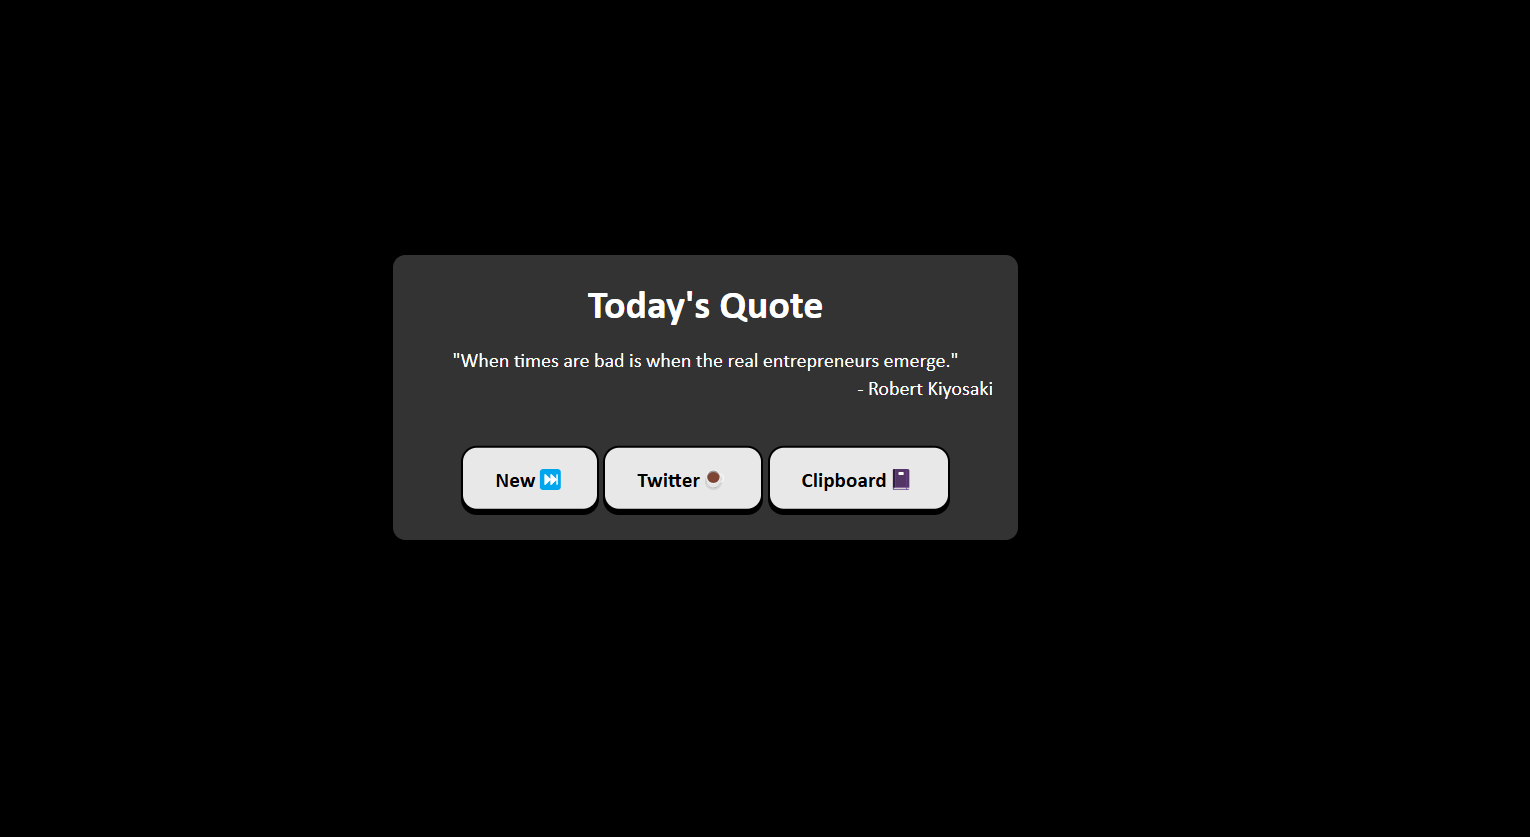 Today's Quote
"When times are bad is when the real entrepreneurs emerge."
- Robert Kiyosaki
New ⏭️ Twitter ☕ Clipboard 📓